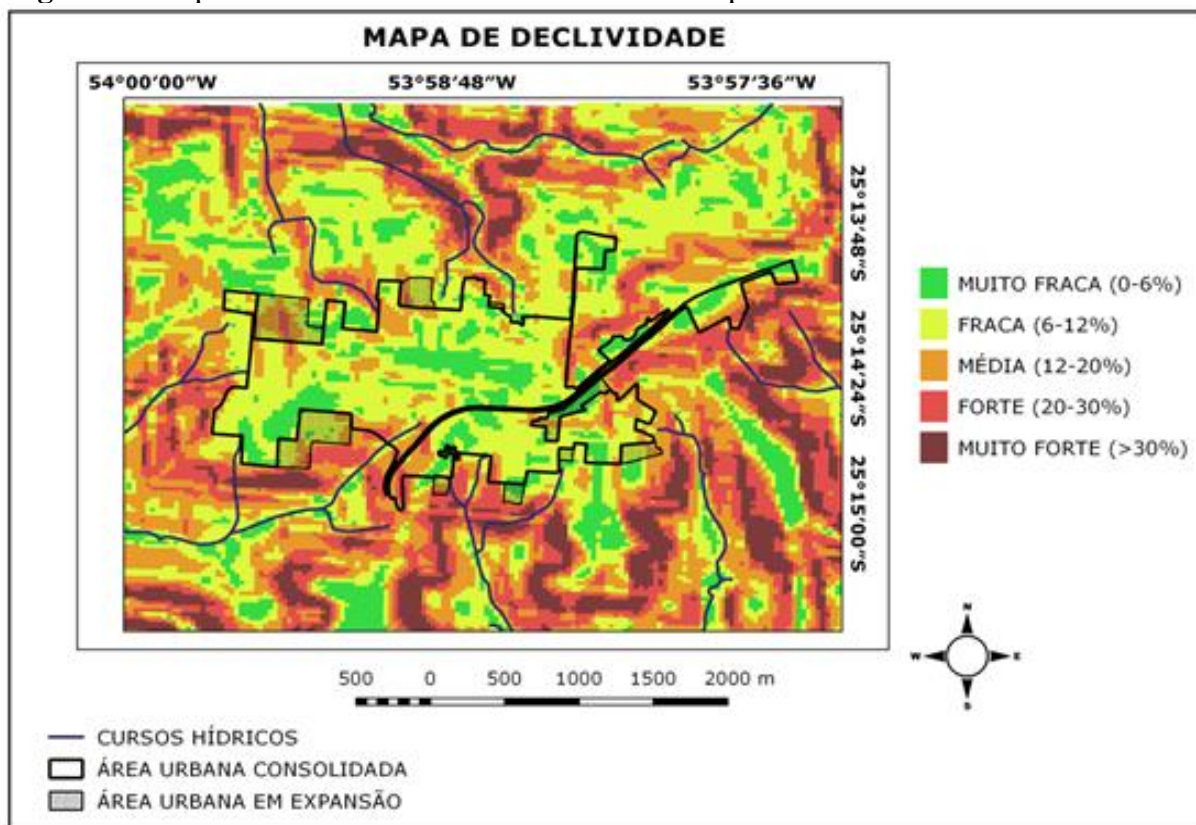 MAPA DE DECLIVIDADE
54°00'00"W 53°58'48"W 53°57'36"W
25°13'48"S
25°14'24"S
25°15'00"S
MUITO FRACA (0-6%)
FRACA (6-12%)
MÉDIA (12-20%)
FORTE (20-30%)
MUITO FORTE (>30%)
N
W E
S
500 0 500 1000 1500 2000 m
CURSOS HÍDRICOS
ÁREA URBANA CONSOLIDADA
ÁREA URBANA EM EXPANSÃO